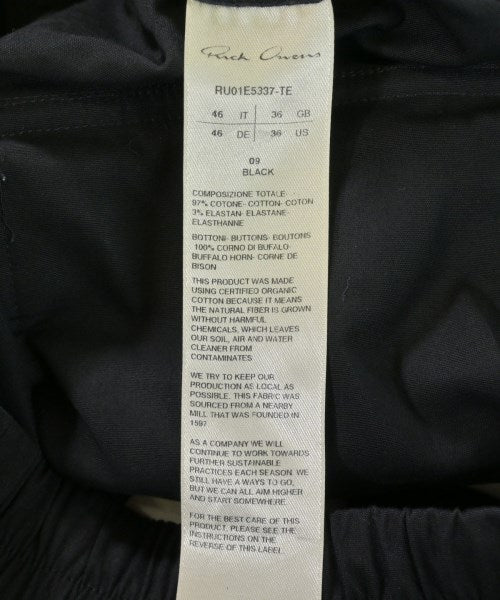 Rick Owens
RU01E5337-TE
46 IT 36 GB
46 DE 36 US
09
BLACK
COMPOSIZIONE TOTALE-
97% COTONE- COTTON- COTON
3% ELASTAN- ELASTANE-
ELASTHANNE
BOTTONI- BUTTONS- BOUTONS
100% CORNO DI BUFALO-
BUFFALO HORN- CORNE DE
BISON
THIS PRODUCT WAS MADE
USING CERTIFIED ORGANIC
COTTON BECAUSE IT MEANS
THE NATURAL FIBER IS GROWN
WITHOUT HARMFUL
CHEMICALS, WHICH LEAVES
OUR SOIL, AIR AND WATER
CLEANER FROM
CONTAMINATES
WE TRY TO KEEP OUR
PRODUCTION AS LOCAL AS
POSSIBLE. THIS FABRIC WAS
SOURCED FROM A NEARBY
MILL THAT WAS FOUNDED IN
1597
AS A COMPANY WE WILL
CONTINUE TO WORK TOWARDS
FURTHER SUSTAINABLE
PRACTICES EACH SEASON. WE
STILL HAVE A WAYS TO GO,
BUT WE CAN ALL AIM HIGHER
AND START SOMEWHERE.
FOR THE BEST CARE OF THIS
PRODUCT, PLEASE SEE THE
INSTRUCTIONS ON THE
REVERSE OF THIS LABEL.